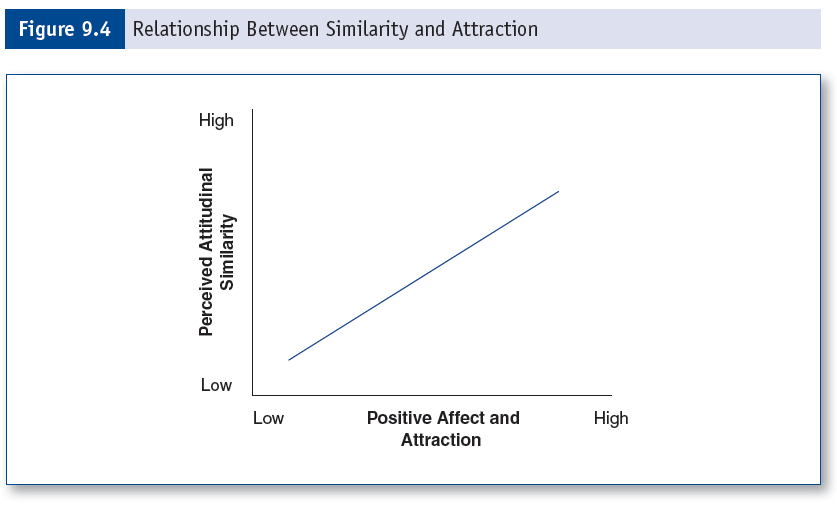 Figure 9.4 Relationship Between Similarity and Attraction
High
Perceived Attitudinal
Similarity
Low
Low
Positive Affect and
Attraction
High